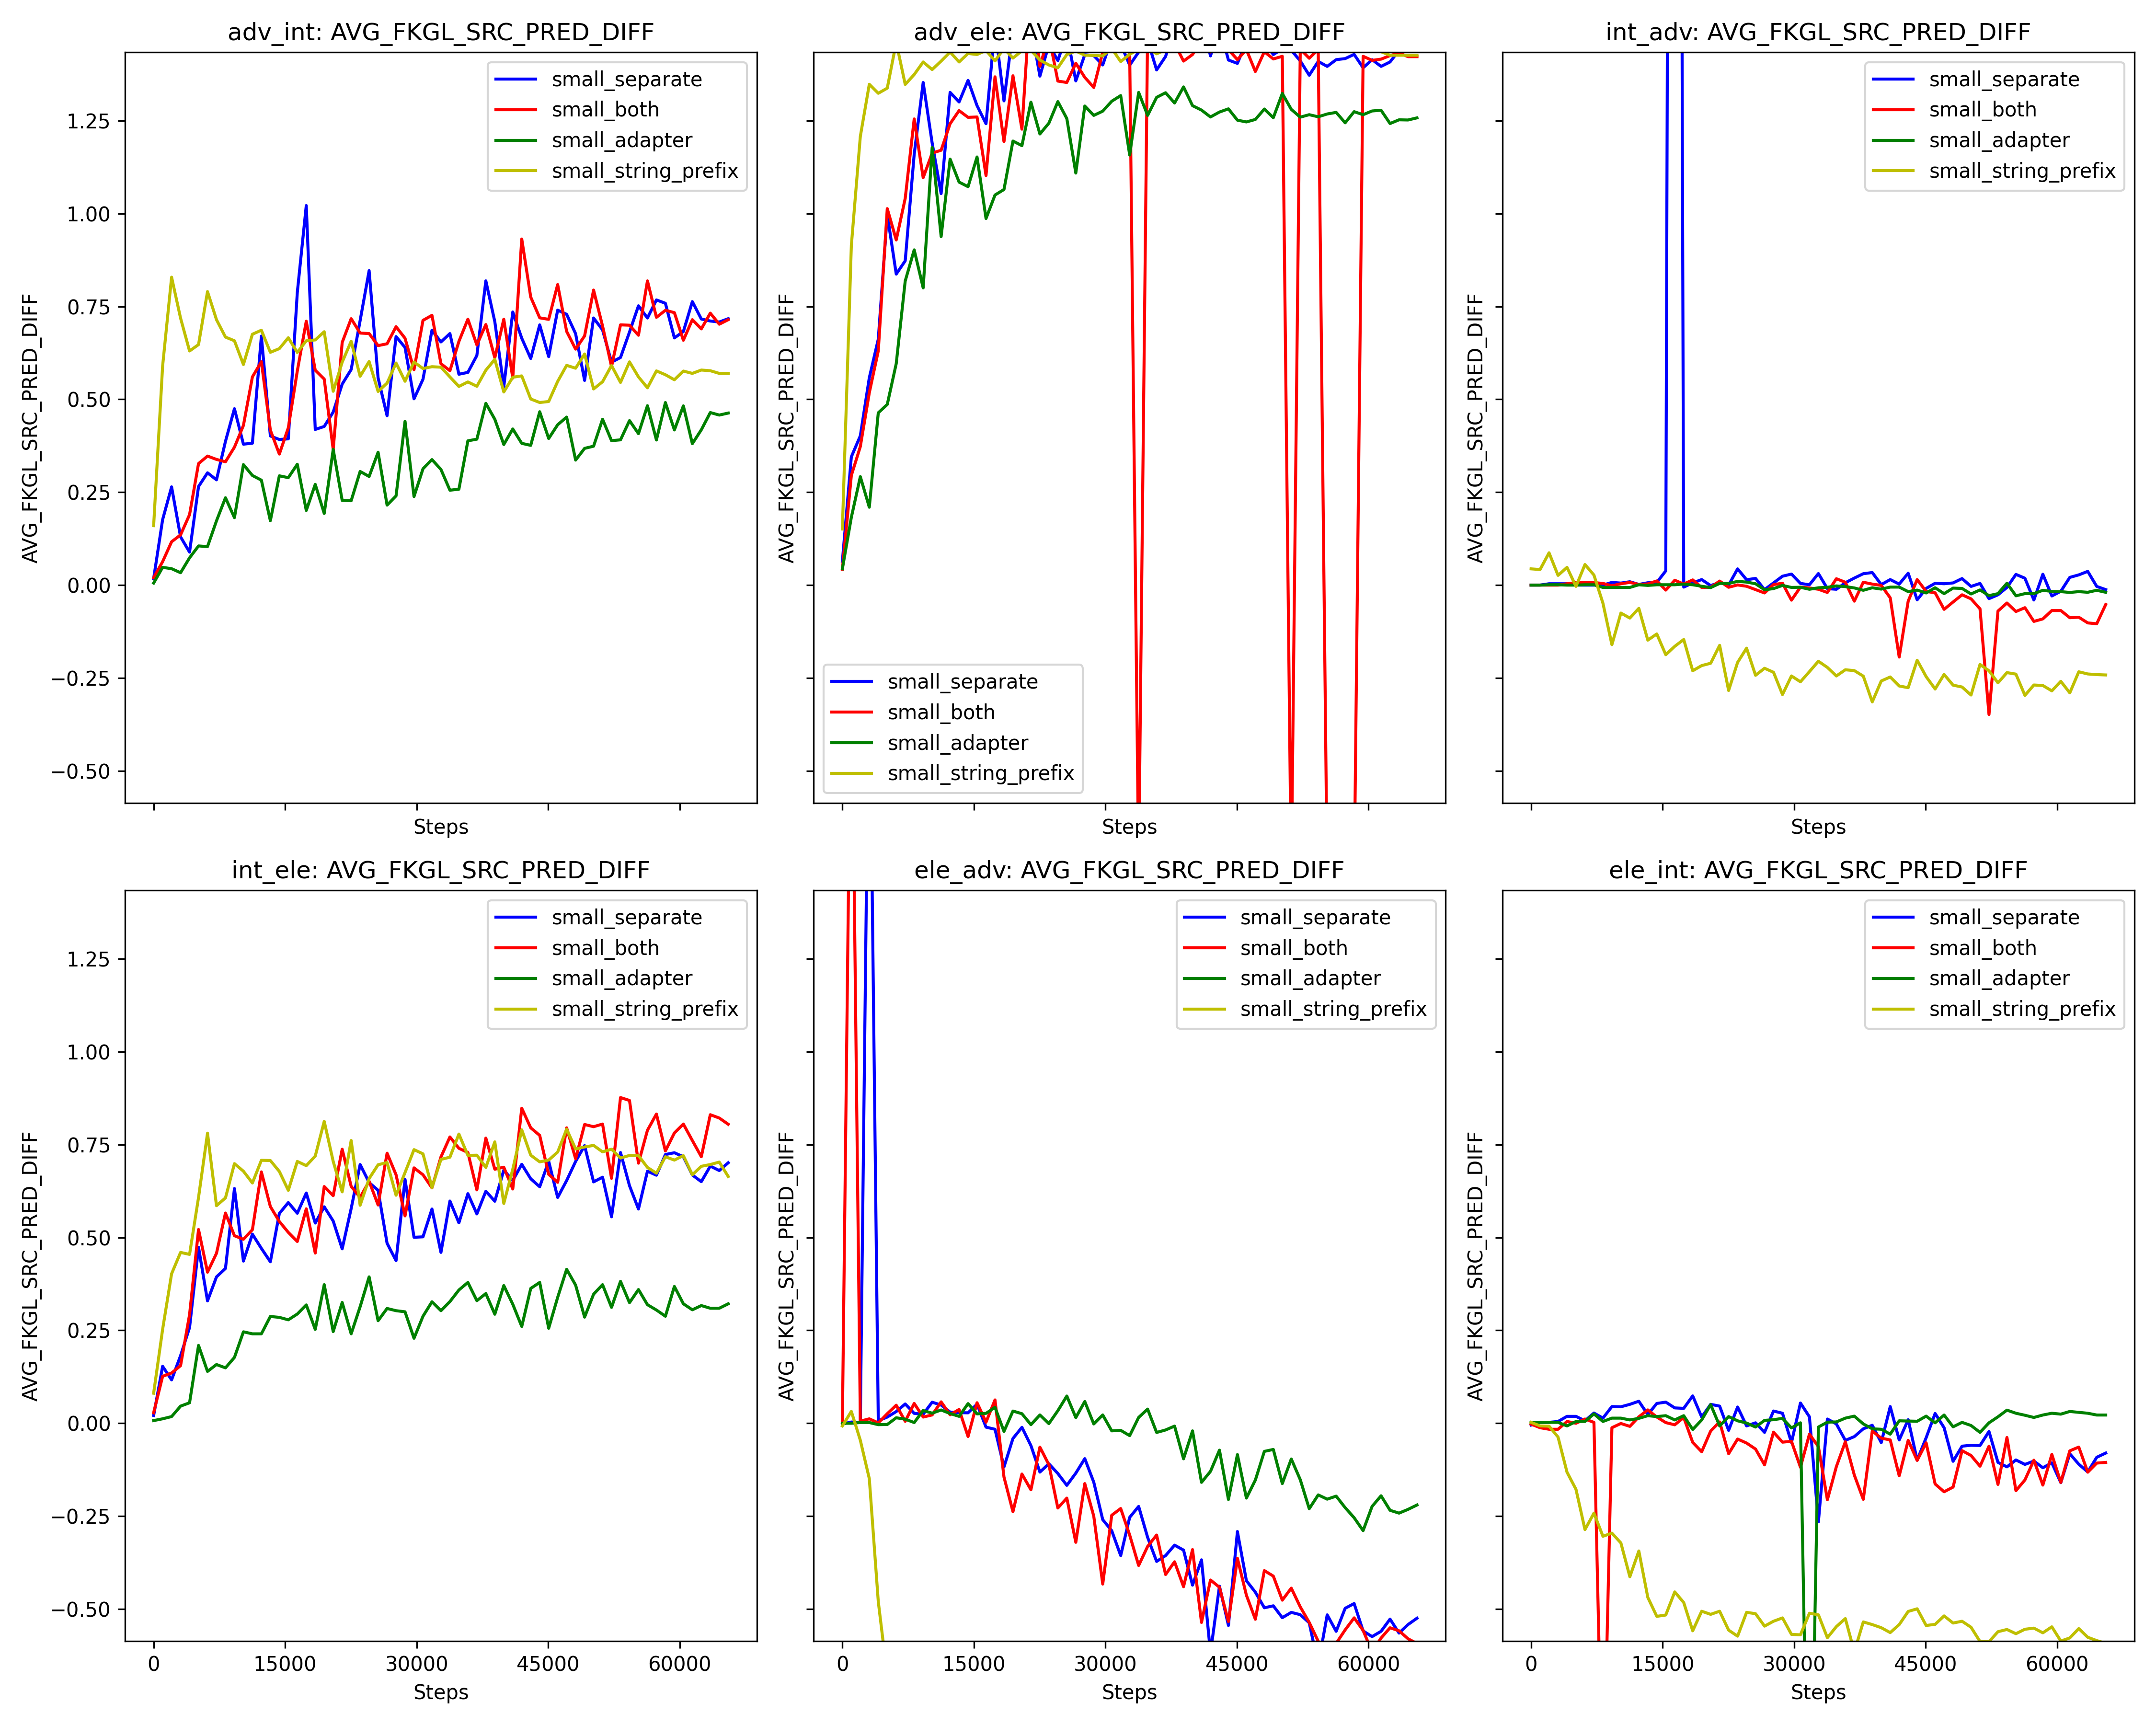 adv_int: AVG_FKGL_SRC_PRED_DIFF
AVG_FKGL_SRC_PRED_DIFF
1.25
1.00
0.75
0.50
0.25
0.00
−0.25
−0.50
small_separate
small_both
small_adapter
small_string_prefix
Steps
adv_ele: AVG_FKGL_SRC_PRED_DIFF
AVG_FKGL_SRC_PRED_DIFF
small_separate
small_both
small_adapter
small_string_prefix
Steps
int_adv: AVG_FKGL_SRC_PRED_DIFF
AVG_FKGL_SRC_PRED_DIFF
small_separate
small_both
small_adapter
small_string_prefix
Steps
int_ele: AVG_FKGL_SRC_PRED_DIFF
AVG_FKGL_SRC_PRED_DIFF
1.25
1.00
0.75
0.50
0.25
0.00
−0.25
−0.50
small_separate
small_both
small_adapter
small_string_prefix
0 15000 30000 45000 60000
Steps
ele_adv: AVG_FKGL_SRC_PRED_DIFF
AVG_FKGL_SRC_PRED_DIFF
small_separate
small_both
small_adapter
small_string_prefix
0 15000 30000 45000 60000
Steps
ele_int: AVG_FKGL_SRC_PRED_DIFF
AVG_FKGL_SRC_PRED_DIFF
small_separate
small_both
small_adapter
small_string_prefix
0 15000 30000 45000 60000
Steps